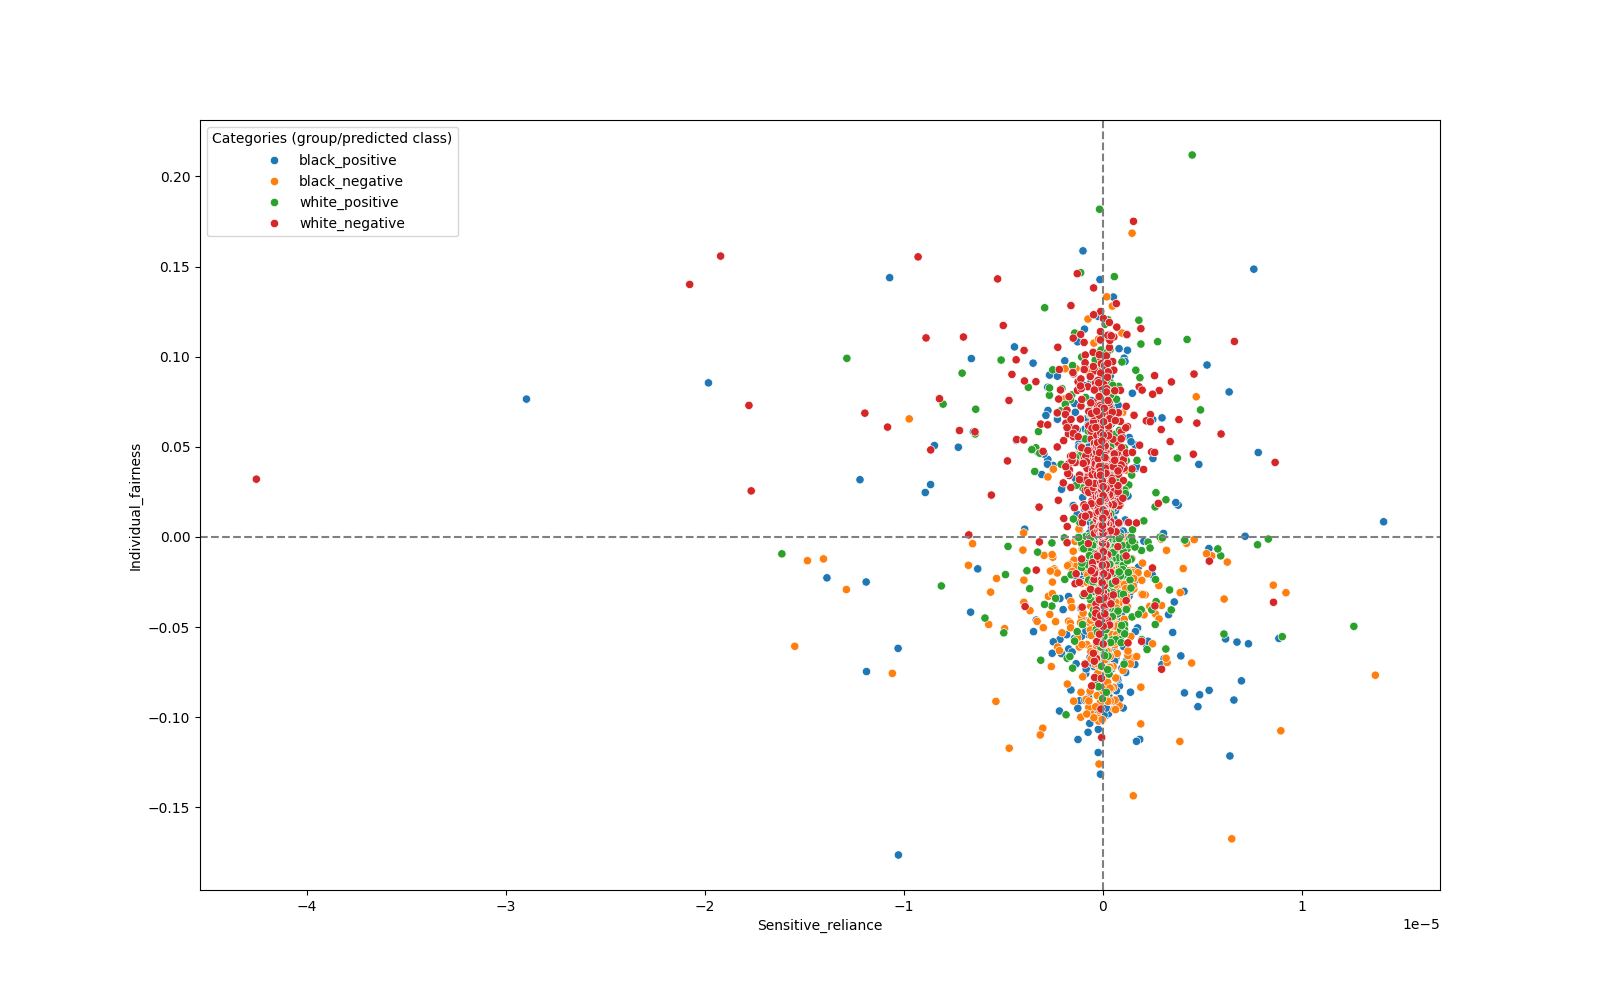 Categories (group/predicted class)
black_positive
black_negative
white_positive
white_negative
0.20
0.15
0.10
0.05
0.00
−0.05
−0.10
−0.15
Individual_fairness
−4
−3
−2
−1
0
1
1e−5
Sensitive_reliance